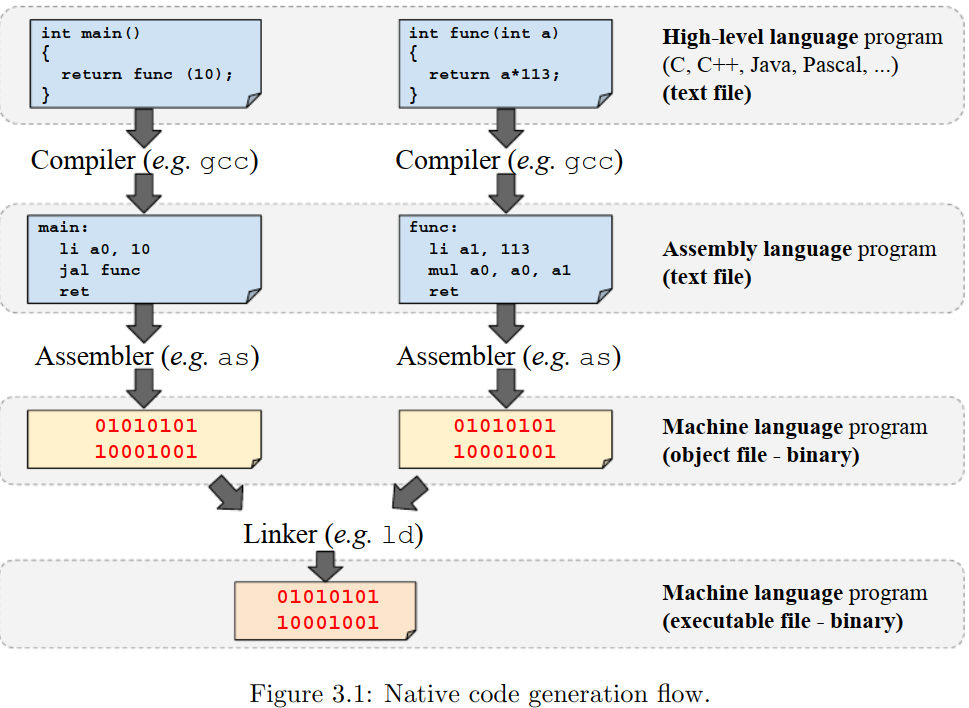 int main()
{
  return func (10);
}
int func(int a)
{
  return a*113;
}
High-level language program
(C, C++, Java, Pascal, ...)
(text file)
Compiler (e.g. gcc)
Compiler (e.g. gcc)
main:
  li a0, 10
  jal func
  ret
func:
  li a1, 113
  mul a0, a0, a1
  ret
Assembly language program
(text file)
Assembler (e.g. as)
Assembler (e.g. as)
01010101
10001001
01010101
10001001
Machine language program
(object file - binary)
Linker (e.g. ld)
01010101
10001001
Machine language program
(executable file - binary)
Figure 3.1: Native code generation flow.